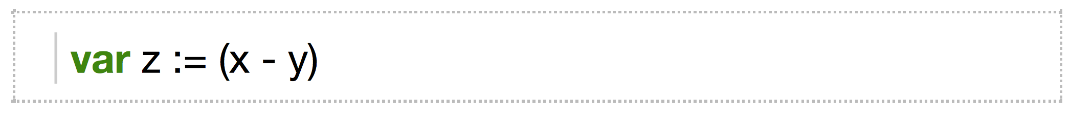 var z := (x - y)